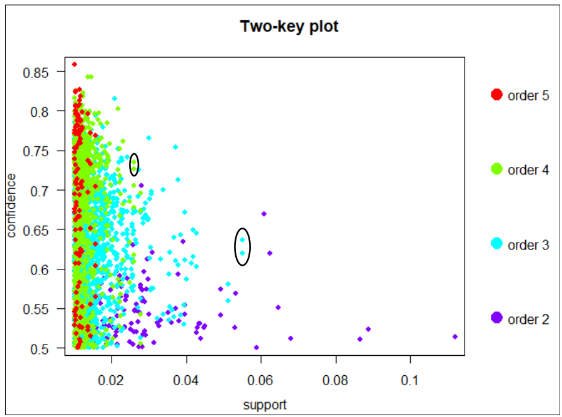 Two-key plot
0.85
0.8
0.75
0.7
0.65
0.6
0.55
0.5
confidence
0.02
0.04
0.06
0.08
0.1
support
order 5
order 4
order 3
order 2